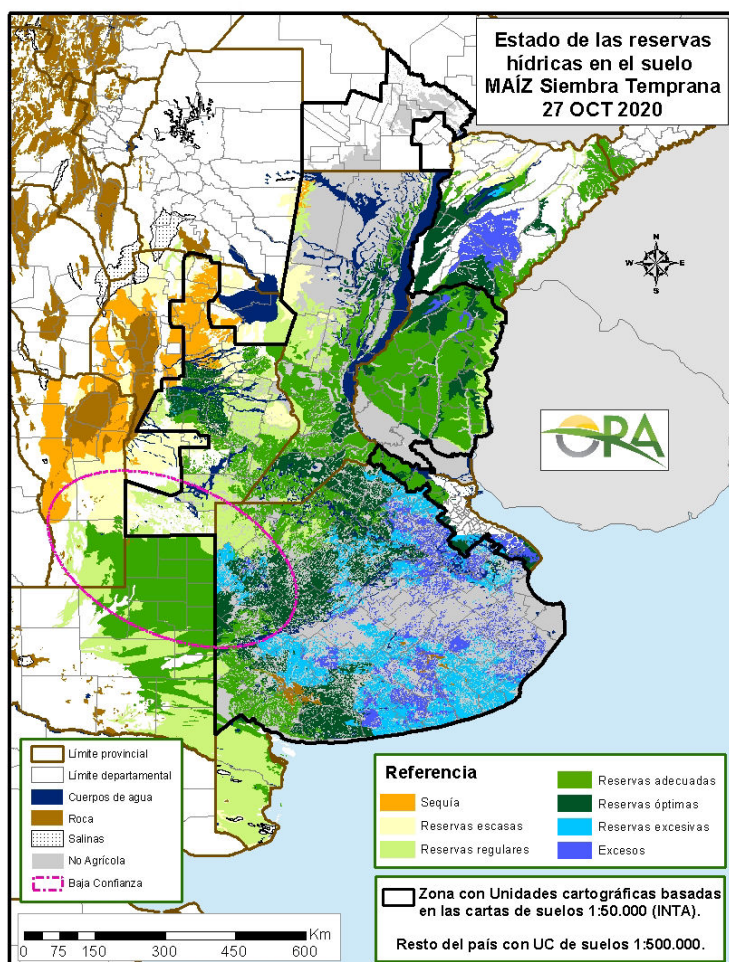 Estado de las reservas
hídricas en el suelo
MAÍZ Siembra Temprana
27 OCT 2020
N
W
E
S
ORA
Límite provincial
Límite departamental
Cuerpos de agua
Roca
Salinas
No Agrícola
Baja Confianza
Referencia
Sequía
Reservas escasas
Reservas regulares
Reservas adecuadas
Reservas óptimas
Reservas excesivas
Excesos
Zona con Unidades cartográficas basadas
en las cartas de suelos 1:50.000 (INTA).
Resto del país con UC de suelos 1:500.000.
Km
0 75 150 300 450 600